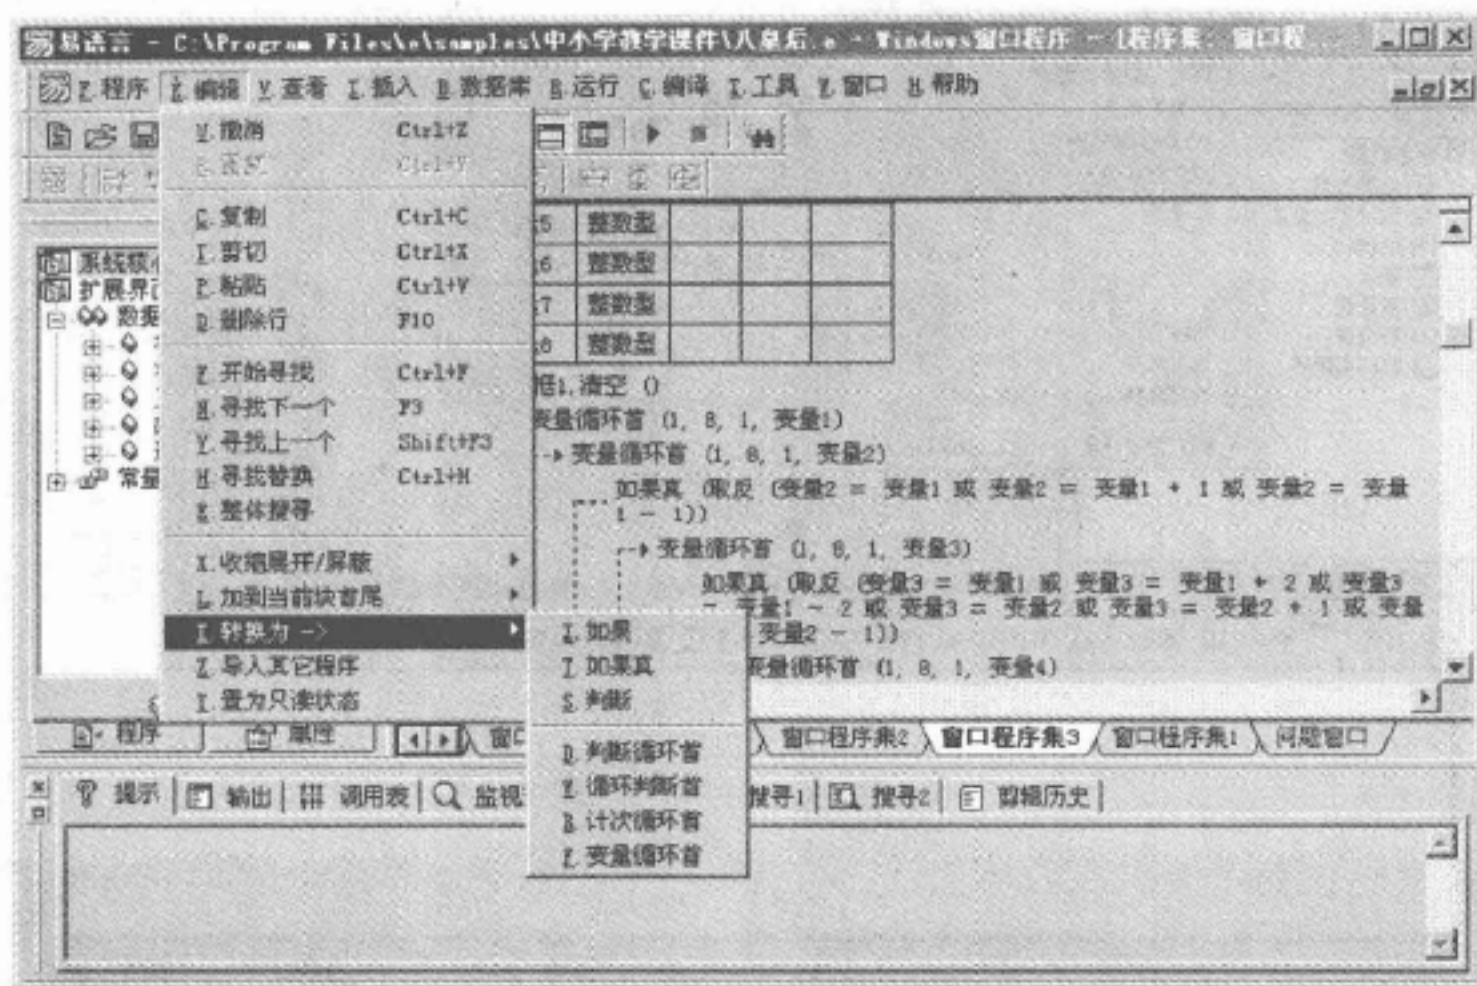 易语言 - C:\Program Files\e\samples\中小学教学课件\八皇后.e - Windows窗口程序 - [程序集: 窗口程...
程序 编辑 V.查看 I.插入 数据库 R.运行 C.编译 T.工具 窗口 H.帮助
撤消 Ctrl+Z
Ctrl+Y
C.复制 Ctrl+C
T.剪切 Ctrl+X
P.粘贴 Ctrl+V
D.删除行 F10
F.开始寻找 Ctrl+F
N.寻找下一个 F3
寻找上一个 Shift+F3
H.寻找替换 Ctrl+H
整体搜寻
X.收缩展开/屏蔽
L.加到当前块首尾
转换为 ->
Z.导入其它程序
置为只读状态
如果
如果真
S.判断
D.判断循环首
循环判断首
计次循环首
变量循环首
系统核心
扩展界
数据
常量
5 整数型
6 整数型
7 整数型
8 整数型
框1.清空 ()
变量循环首 (1, 8, 1, 变量1)
变量循环首 (1, 8, 1, 变量2)
如果真 (取反 (变量2 = 变量1 或 变量2 = 变量1 + 1 或 变量2 = 变量
1 - 1))
变量循环首 (1, 8, 1, 变量3)
如果真 (取反 (变量3 = 变量1 或 变量3 = 变量1 + 2 或 变量3
= 变量1 - 2 或 变量3 = 变量2 或 变量3 = 变量2 + 1 或 变量
变量2 - 1))
变量循环首 (1, 8, 1, 变量4)
程序 属性 窗口 窗口程序集2 窗口程序集3 窗口程序集1 问题窗口
提示 输出 调用表 监视 搜寻1 搜寻2 剪辑历史